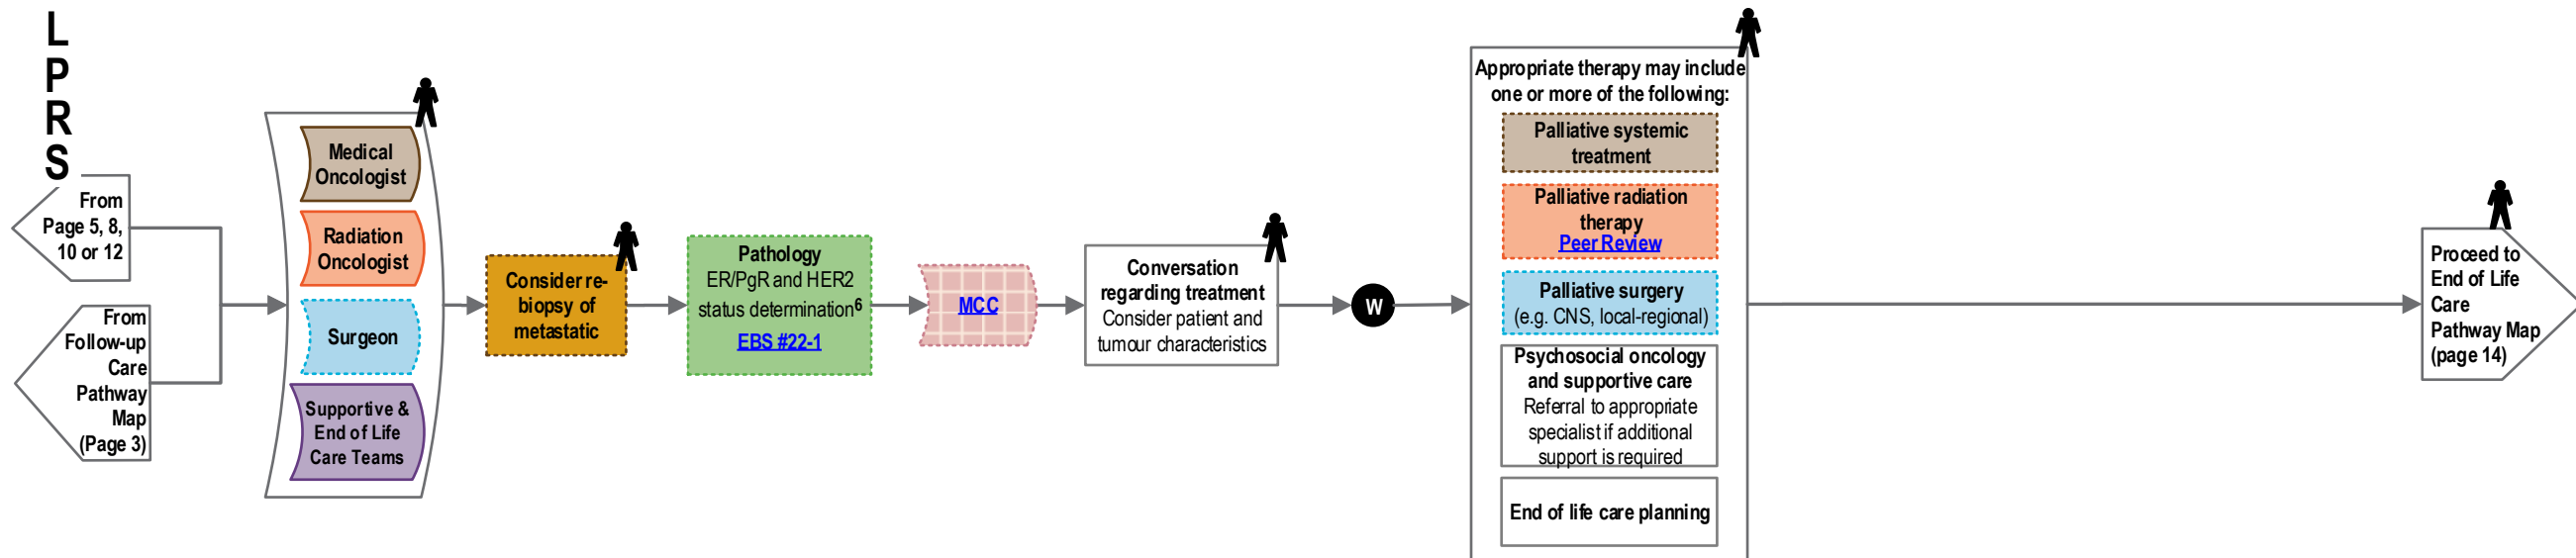 L
P
R
S
From
Page 5, 8,
10 or 12
From
Follow-up
Care
Pathway
Map
(Page 3)
Medical
Oncologist
Radiation
Oncologist
Surgeon
Supportive &
End of Life
Care Teams
Consider re-
biopsy of
metastatic
Pathology
ER/PgR and HER2
status determination⁶
EBS #22-1
MCC
Conversation
regarding treatment
Consider patient and
tumour characteristics
W
Appropriate therapy may include
one or more of the following:
Palliative systemic
treatment
Palliative radiation
therapy
Peer Review
Palliative surgery
(e.g. CNS, local-regional)
Psychosocial oncology
and supportive care
Referral to appropriate
specialist if additional
support is required
End of life care planning
Proceed to
End of Life
Care
Pathway Map
(page 14)